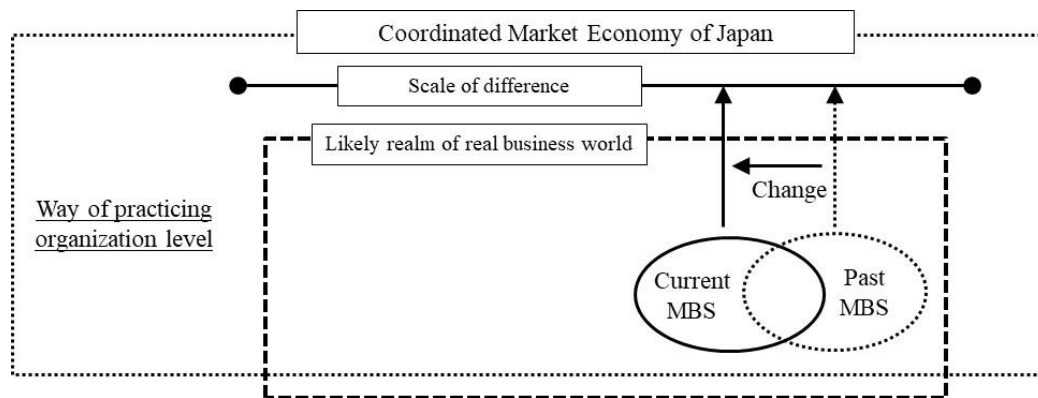 Coordinated Market Economy of Japan
Scale of difference
Likely realm of real business world
Change
Way of practicing
organization level
Current
MBS
Past
MBS